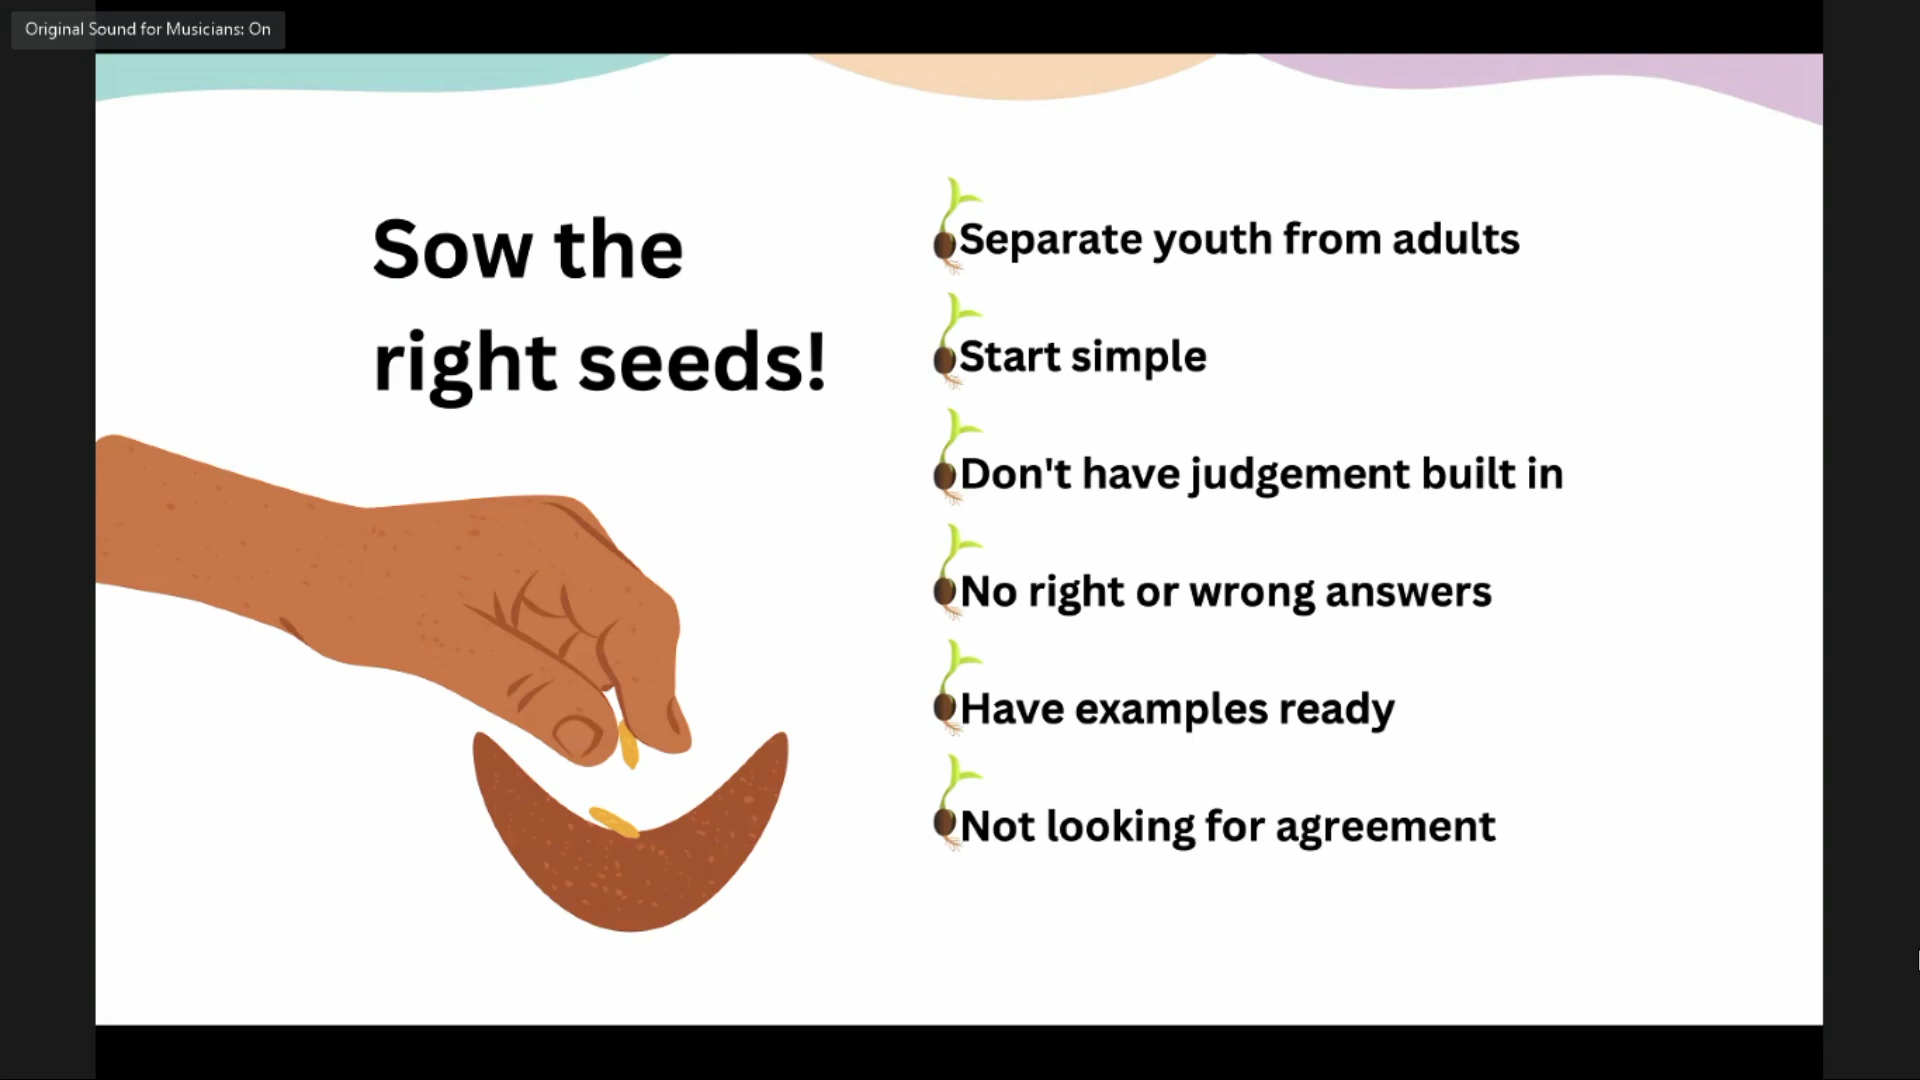 Original Sound for Musicians: On
Sow the
right seeds!
Separate youth from adults
Start simple
Don't have judgement built in
No right or wrong answers
Have examples ready
Not looking for agreement